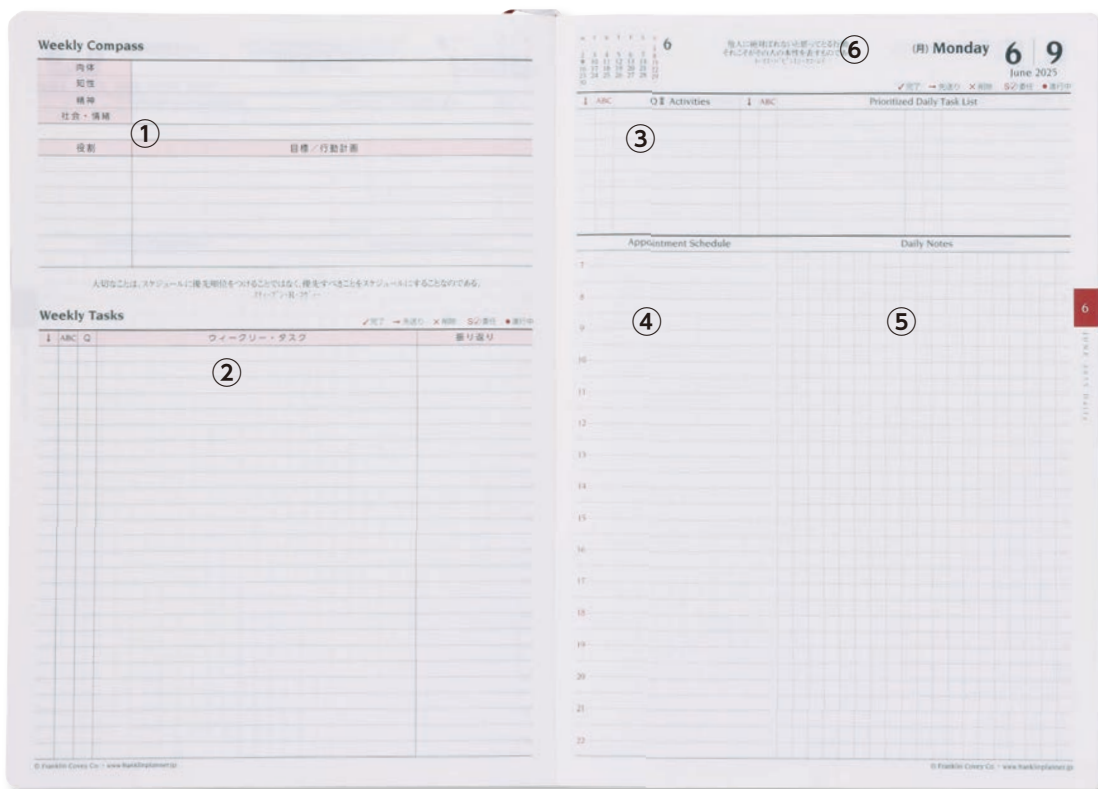 Weekly Compass
肉体
知性
精神
社会・情緒
①
役割 目標／行動計画
大切なことは、スケジュールに優先順位をつけることではなく、優先すべきことをスケジュールにすることなのである。
Weekly Tasks
✓完了 →先送り ×削除 S☑委任 ●進行中
↓ ABC Q ウィークリー・タスク 振り返り
②
© Franklin Covey Co. · www.franklinplanner.jp
6
⑥
(月) Monday 6 9
June 2025
✓完了 →先送り ×削除 S☑委任 ●進行中
↓ ABC QⅡ Activities ↓ ABC Prioritized Daily Task List
③
Appointment Schedule Daily Notes
7
8
9
④ ⑤
10
11
12
13
14
15
16
17
18
19
20
21
22
6
© Franklin Covey Co. · www.franklinplanner.jp